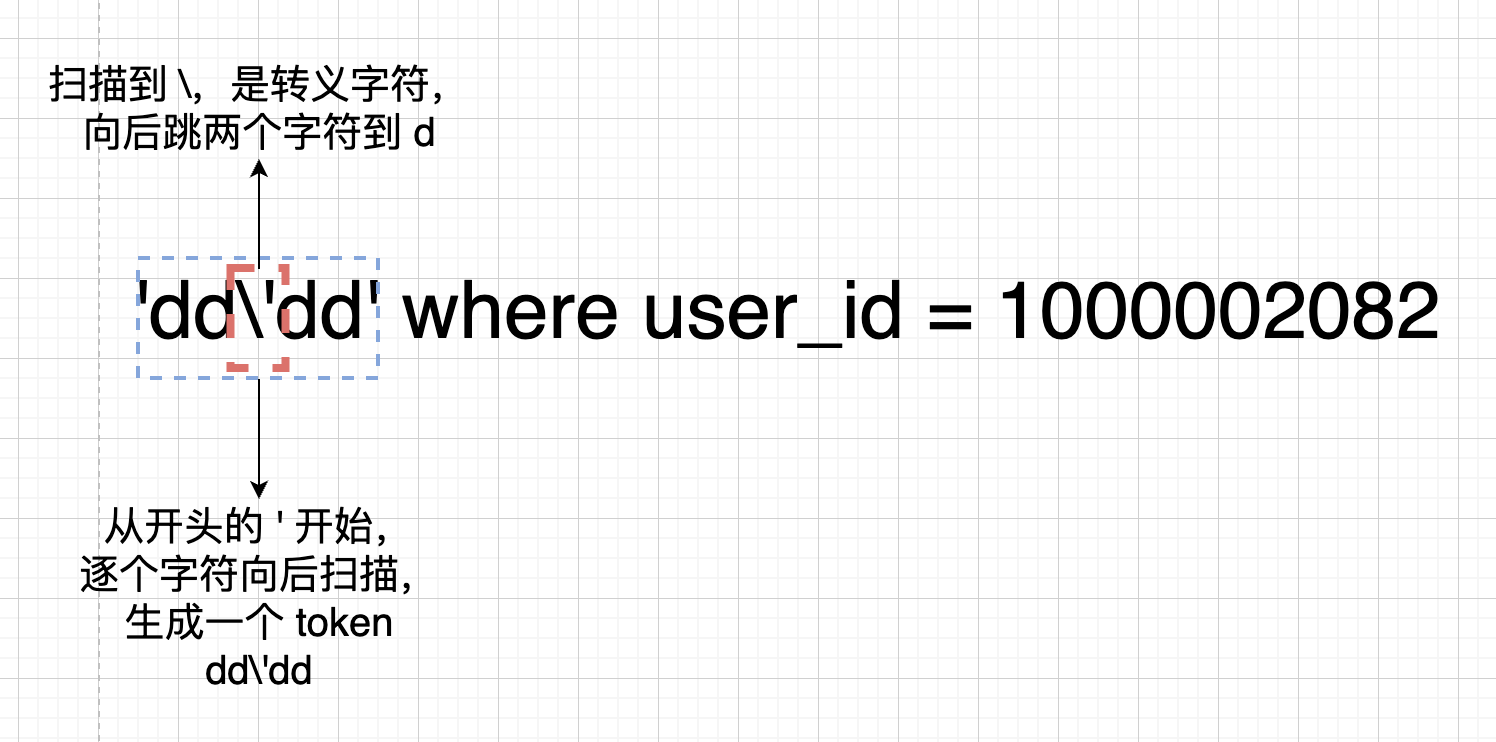 扫描到 \，是转义字符，
向后跳两个字符到 d
'dd\'dd' where user_id = 1000002082
从开头的 ' 开始，
逐个字符向后扫描，
生成一个 token
dd\'dd